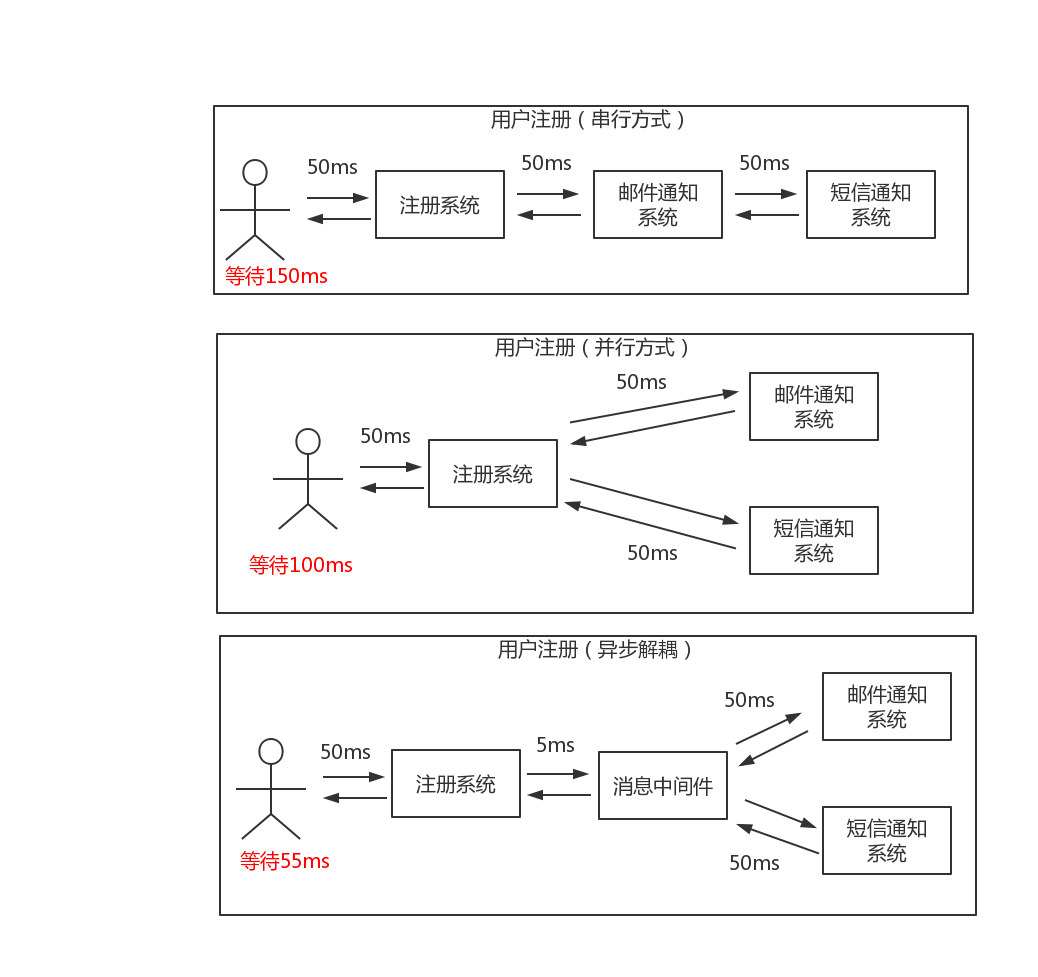 用户注册（串行方式）
50ms
50ms
50ms
注册系统
邮件通知
系统
短信通知
系统
等待150ms
用户注册（并行方式）
50ms
邮件通知
系统
50ms
注册系统
短信通知
系统
50ms
等待100ms
用户注册（异步解耦）
50ms
邮件通知
系统
50ms
5ms
注册系统
消息中间件
短信通知
系统
50ms
等待55ms